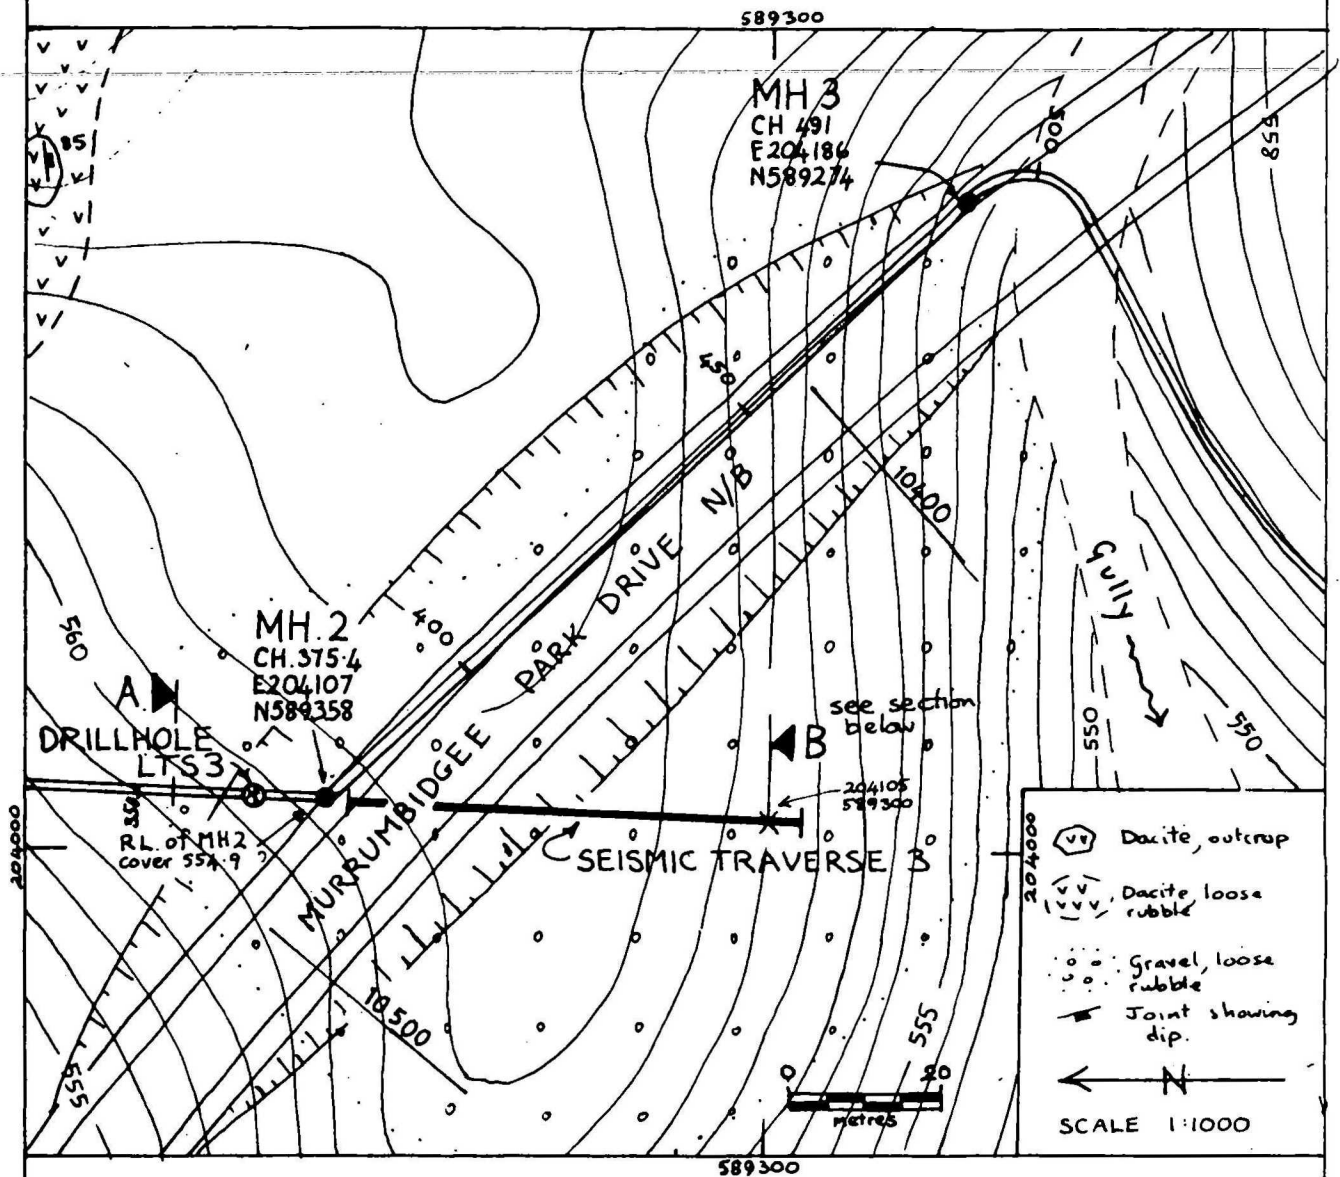 589300
MH 3
CH 491
E204186
N589274
85
500
855
450
10400
N/B
Gully
560
MH.2
CH.375.4
E204107
N589358
400
MURRUMBIDGEE PARK DRIVE
A
DRILLHOLE
LTS3
350
R.L. of MH2
cover 554.9
see section
below
B
204105
589300
SEISMIC TRAVERSE 3
550
550
204000
204000
10500
555
555
0 20
metres
Dacite, outcrop
Dacite, loose
rubble
Gravel, loose
rubble
Joint showing
dip.
N
SCALE 1:1000
589300